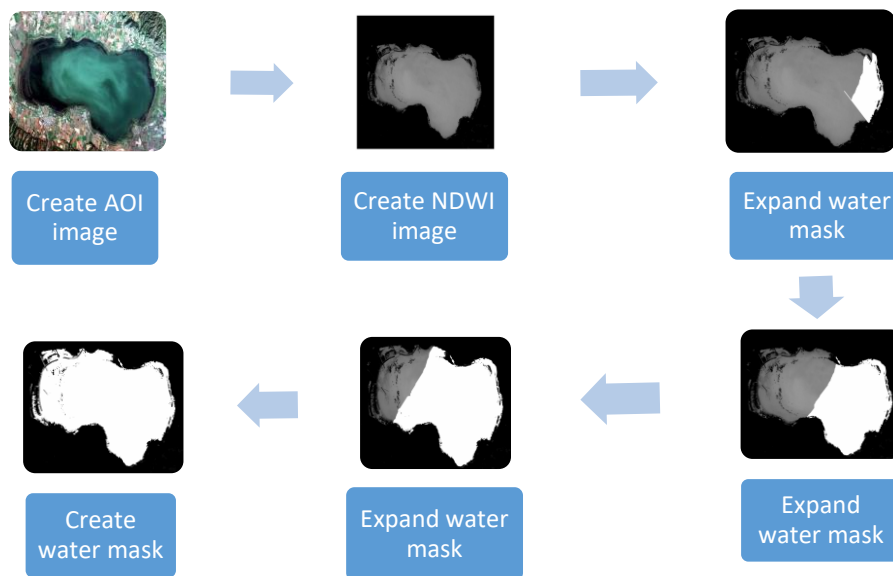 Create AOI
image
Create NDWI
image
Expand water
mask
Create
water mask
Expand water
mask
Expand
water mask